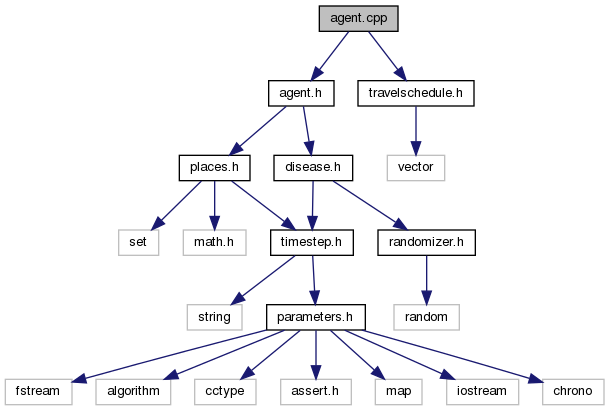 agent.cpp
agent.h
travelschedule.h
places.h
disease.h
vector
set
math.h
timestep.h
randomizer.h
string
parameters.h
random
fstream
algorithm
cctype
assert.h
map
iostream
chrono